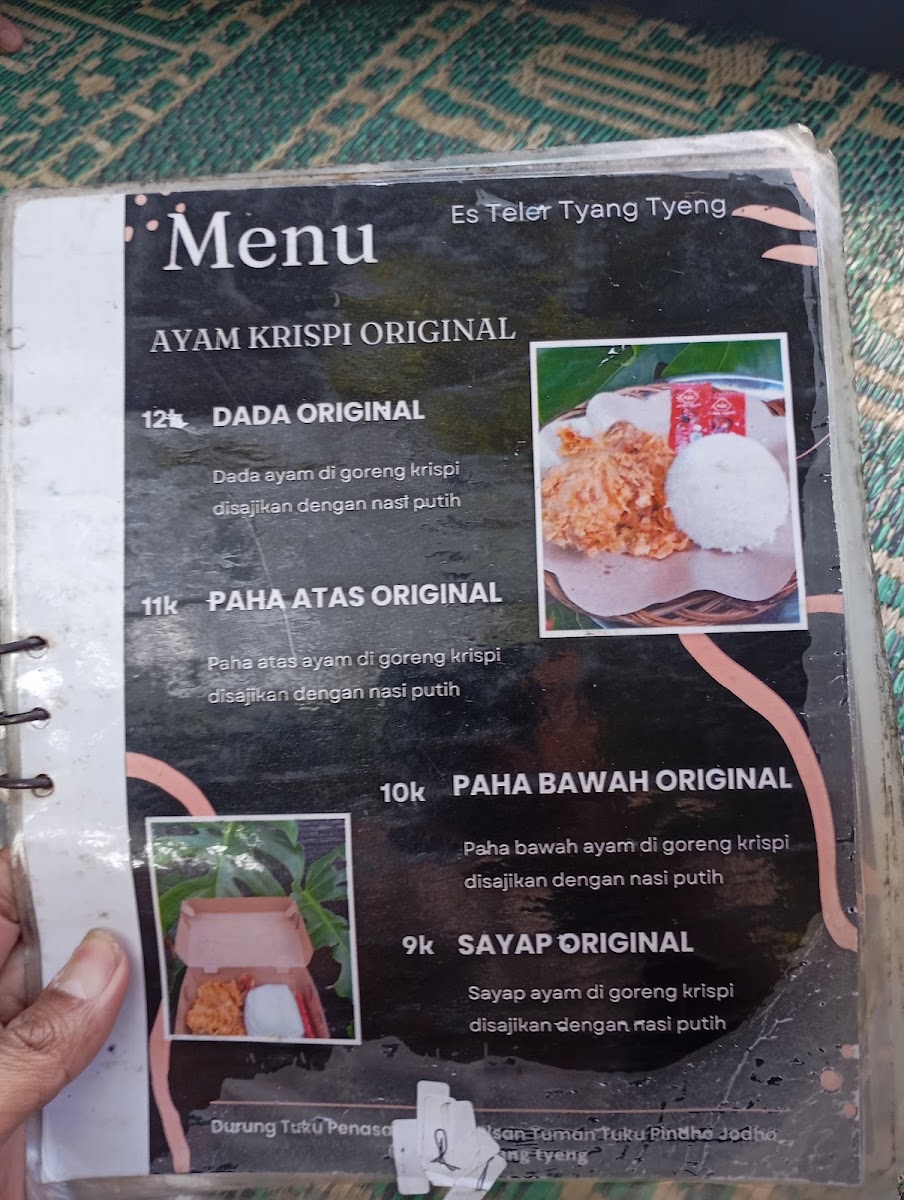 Menu
Es Teler Tyang Tyeng
AYAM KRISPI ORIGINAL
12k DADA ORIGINAL
Dada ayam di goreng krispi
disajikan dengan nasi putih
11k PAHA ATAS ORIGINAL
Paha atas ayam di goreng krispi
disajikan dengan nasi putih
10k PAHA BAWAH ORIGINAL
Paha bawah ayam di goreng krispi
disajikan dengan nasi putih
9k SAYAP ORIGINAL
Sayap ayam di goreng krispi
disajikan dengan nasi putih
Durung Tuku Tuman Tuku Pindho Jodho
tyeng